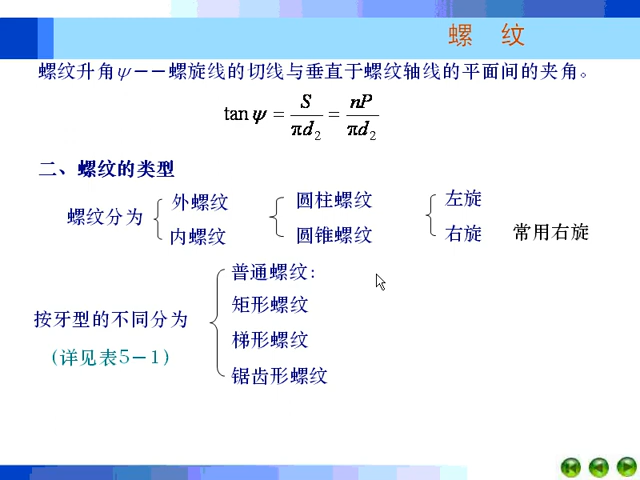 螺 纹
螺纹升角ψ－－螺旋线的切线与垂直于螺纹轴线的平面间的夹角。
tan ψ = S / πd₂ = nP / πd₂
二、螺纹的类型
螺纹分为 外螺纹 圆柱螺纹 左旋
内螺纹 圆锥螺纹 右旋 常用右旋
普通螺纹：
矩形螺纹
按牙型的不同分为
梯形螺纹
（详见表5－1）
锯齿形螺纹